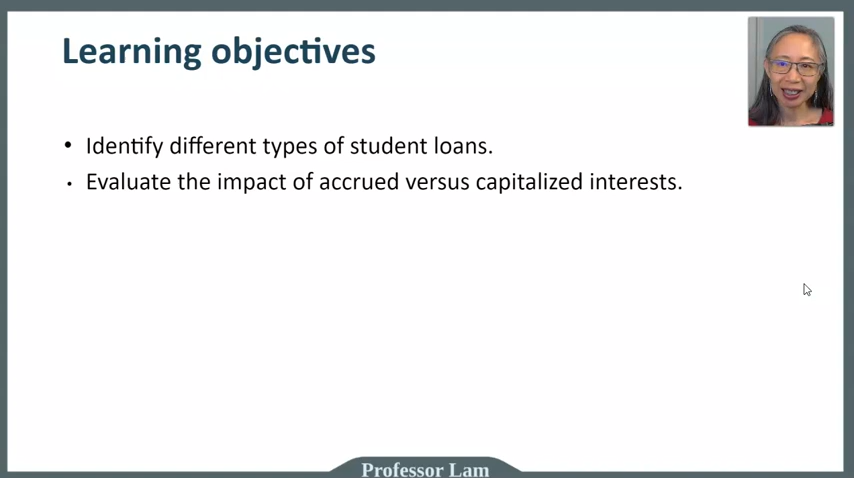 Learning objectives
• Identify different types of student loans.
• Evaluate the impact of accrued versus capitalized interests.
Professor Lam